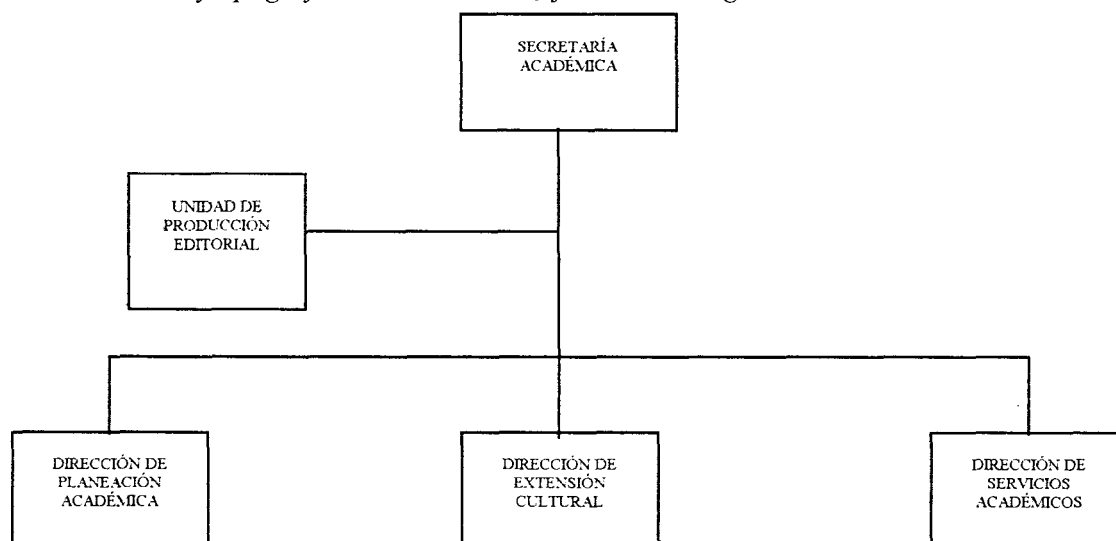 SECRETARÍA
ACADÉMICA
UNIDAD DE
PRODUCCIÓN
EDITORIAL
DIRECCIÓN DE
PLANEACIÓN
ACADÉMICA
DIRECCIÓN DE
EXTENSIÓN
CULTURAL
DIRECCIÓN DE
SERVICIOS
ACADÉMICOS